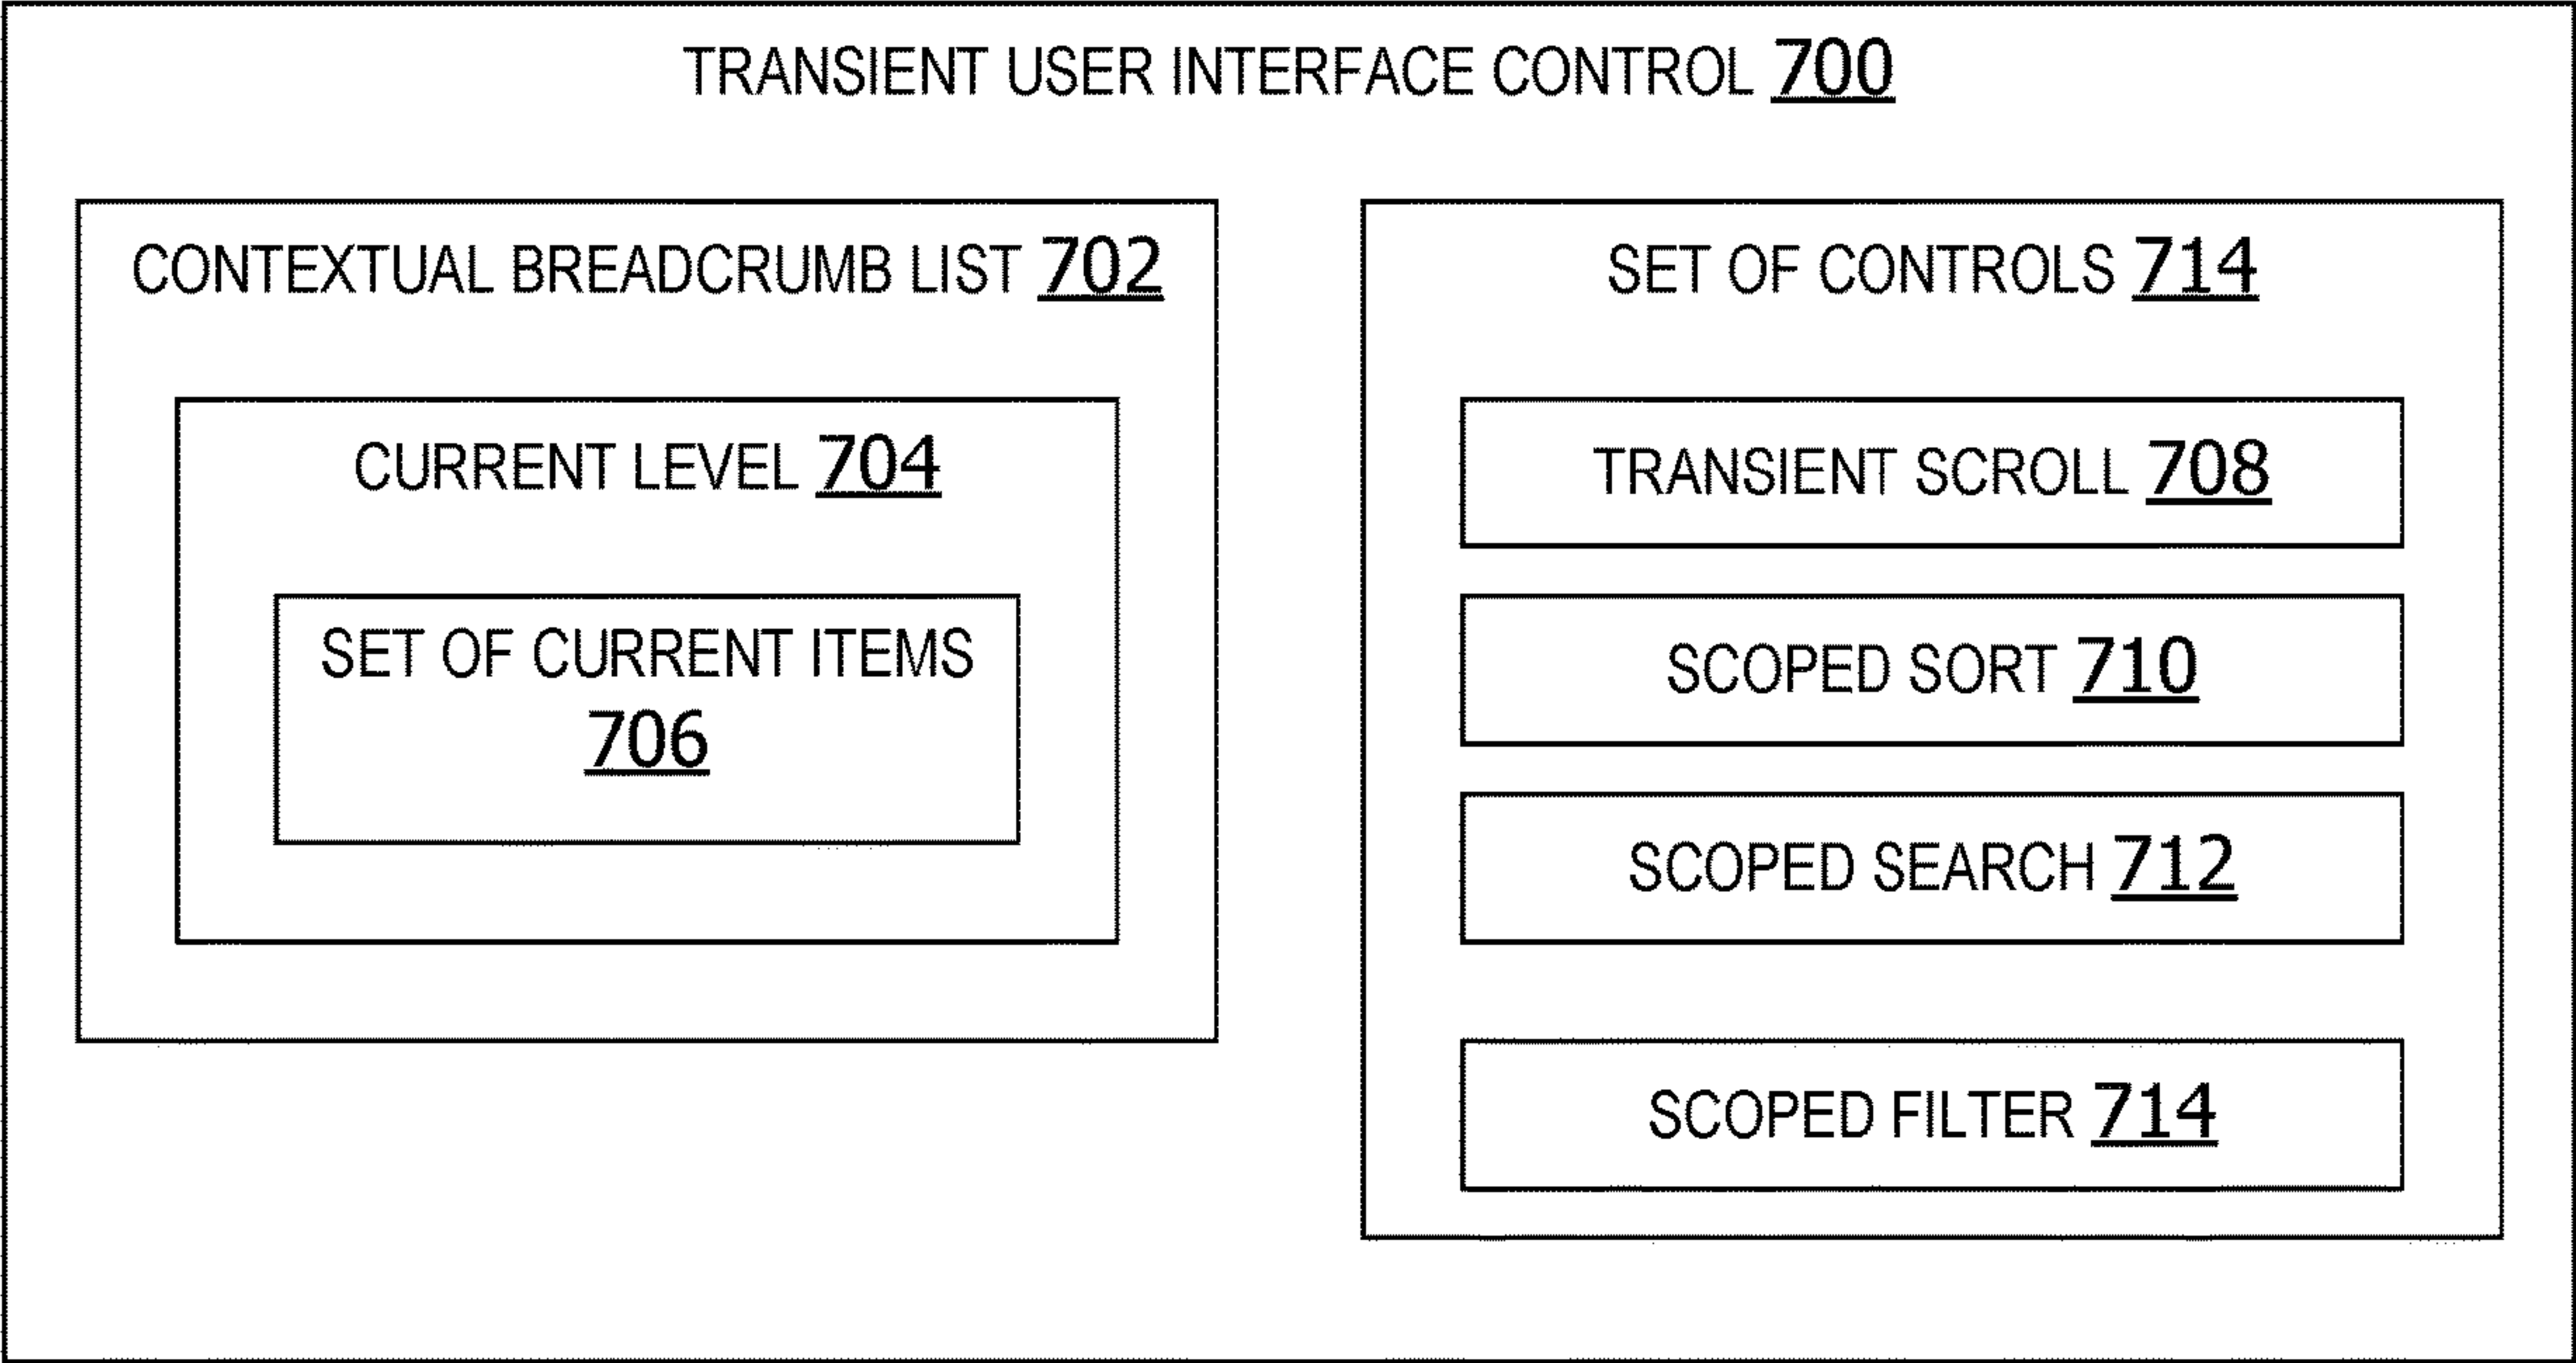 TRANSIENT USER INTERFACE CONTROL 700
CONTEXTUAL BREADCRUMB LIST 702
CURRENT LEVEL 704
SET OF CURRENT ITEMS
706
SET OF CONTROLS 714
TRANSIENT SCROLL 708
SCOPED SORT 710
SCOPED SEARCH 712
SCOPED FILTER 714